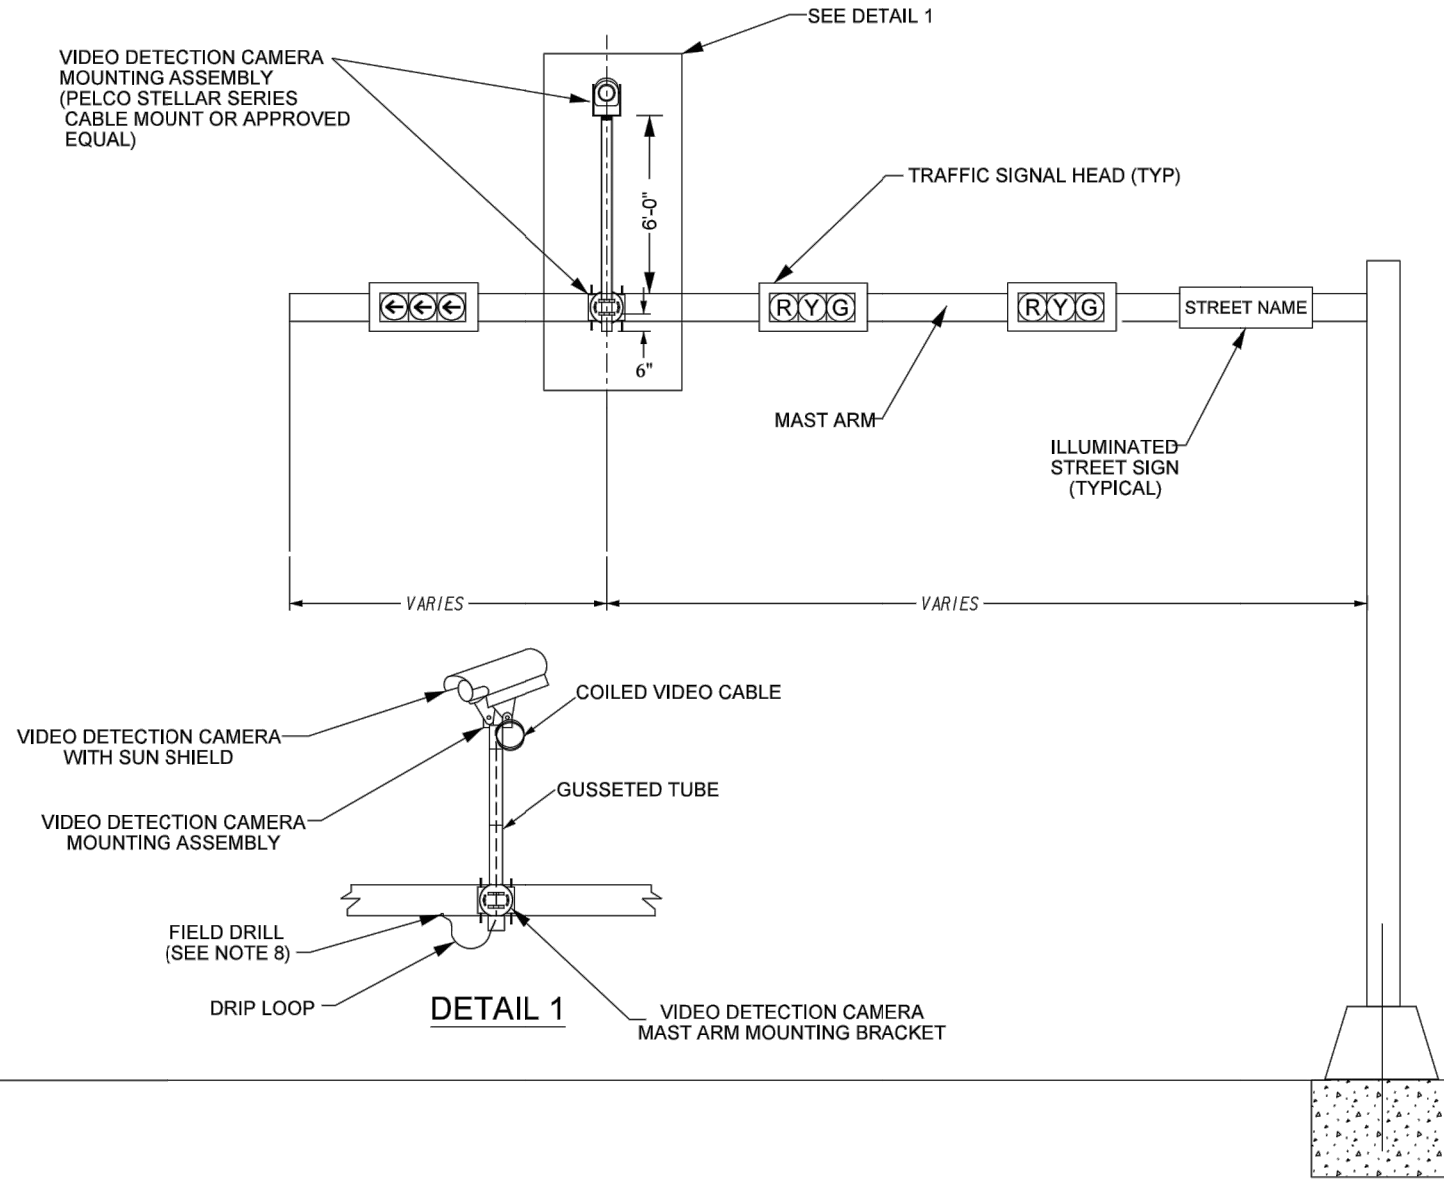 SEE DETAIL 1
VIDEO DETECTION CAMERA
MOUNTING ASSEMBLY
(PELCO STELLAR SERIES
CABLE MOUNT OR APPROVED
EQUAL)
TRAFFIC SIGNAL HEAD (TYP)
6'-0"
R Y G
R Y G
STREET NAME
6"
MAST ARM
ILLUMINATED
STREET SIGN
(TYPICAL)
VARIES
VARIES
COILED VIDEO CABLE
VIDEO DETECTION CAMERA
WITH SUN SHIELD
GUSSETED TUBE
VIDEO DETECTION CAMERA
MOUNTING ASSEMBLY
FIELD DRILL
(SEE NOTE 8)
DRIP LOOP
DETAIL 1
VIDEO DETECTION CAMERA
MAST ARM MOUNTING BRACKET